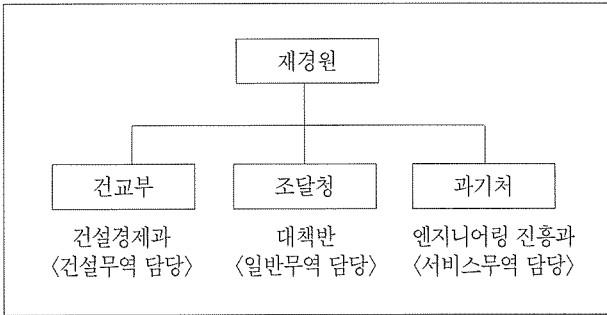 재경원
건교부 조달청 과기처
건설경제과 대책반 엔지니어링 진흥과
〈건설무역 담당〉 〈일반무역 담당〉 〈서비스무역 담당〉